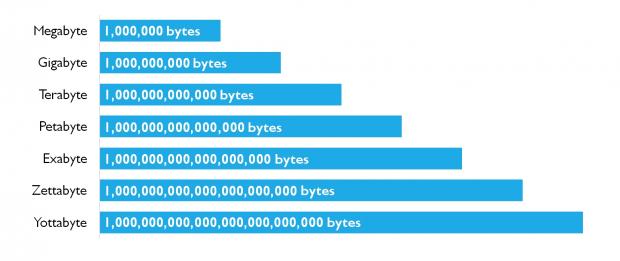 Megabyte 1,000,000 bytes
Gigabyte 1,000,000,000 bytes
Terabyte 1,000,000,000,000 bytes
Petabyte 1,000,000,000,000,000 bytes
Exabyte 1,000,000,000,000,000,000 bytes
Zettabyte 1,000,000,000,000,000,000,000 bytes
Yottabyte 1,000,000,000,000,000,000,000,000 bytes